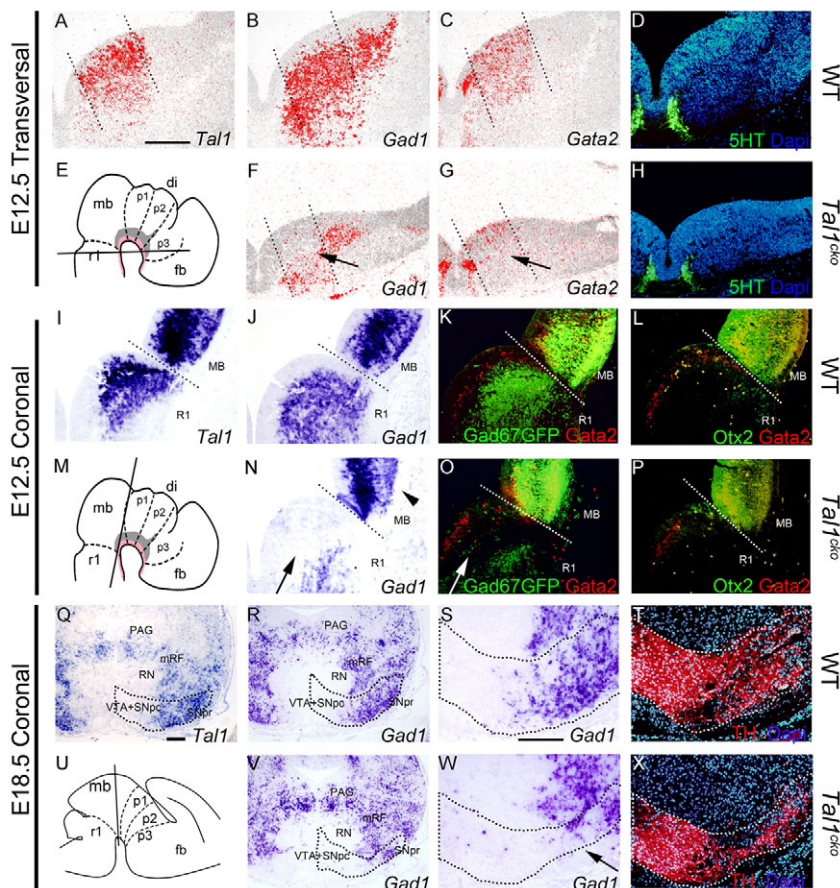 E12.5 Transversal
A
Tal1
B
Gad1
C
Gata2
D
5HT Dapi
WT
E
mb
di
p1
p2
p3
r1
fb
F
Gad1
G
Gata2
H
5HT Dapi
Tal1cko
E12.5 Coronal
I
MB
R1
Tal1
J
MB
R1
Gad1
K
MB
R1
Gad67GFP Gata2
L
MB
R1
Otx2 Gata2
WT
M
mb
di
p1
p2
p3
r1
fb
N
MB
R1
Gad1
O
MB
R1
Gad67GFP Gata2
P
MB
R1
Otx2 Gata2
Tal1cko
E18.5 Coronal
Q
PAG
mRF
RN
VTA+SNpc
SNpr
Tal1
R
PAG
mRF
RN
VTA+SNpc
SNpr
Gad1
S
Gad1
T
TH Dapi
WT
U
mb
p1
p2
p3
r1
fb
V
PAG
mRF
RN
VTA+SNpc
SNpr
Gad1
W
Gad1
X
TH Dapi
Tal1cko